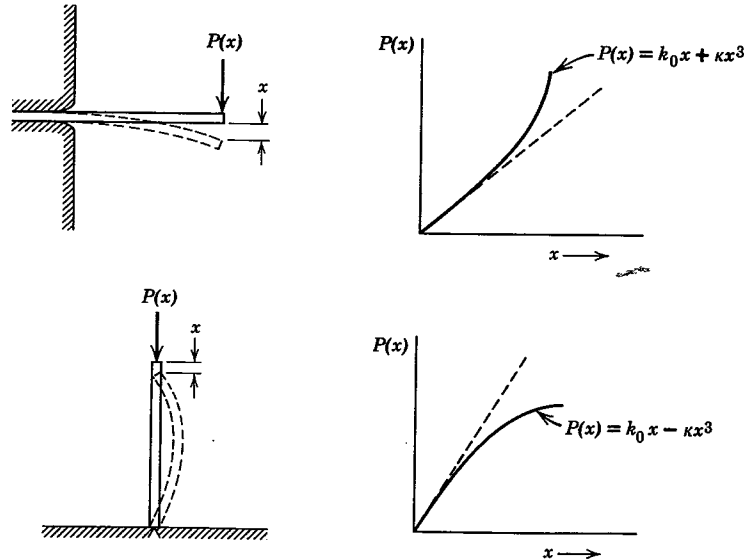 P(x)
x
P(x)
P(x) = k₀x + κx³
x
P(x)
x
P(x)
P(x) = k₀x − κx³
x